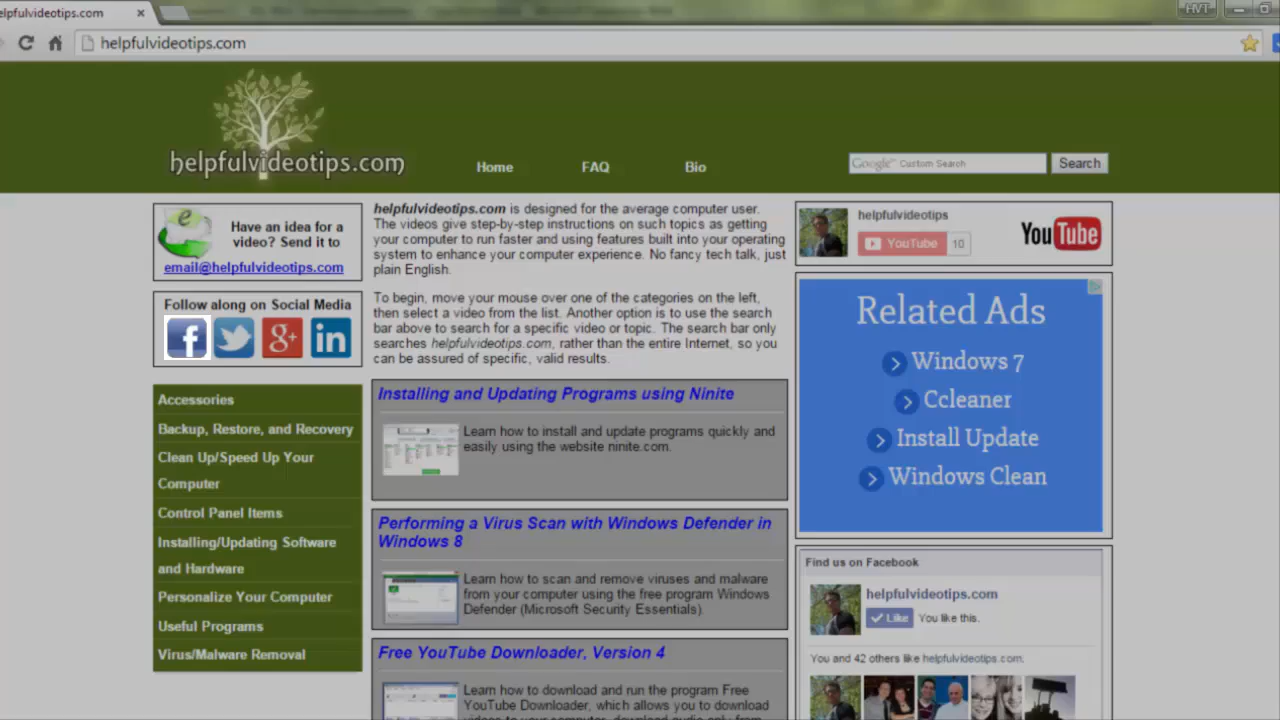 elpfulvideotips.com
HVT
helpfulvideotips.com
helpfulvideotips.com
Home
FAQ
Bio
Google™ Custom Search
Search
Have an idea for a
video? Send it to
email@helpfulvideotips.com
Follow along on Social Media
f
g+
in
Accessories
Backup, Restore, and Recovery
Clean Up/Speed Up Your
Computer
Control Panel Items
Installing/Updating Software
and Hardware
Personalize Your Computer
Useful Programs
Virus/Malware Removal
helpfulvideotips.com is designed for the average computer user.
The videos give step-by-step instructions on such topics as getting
your computer to run faster and using features built into your operating
system to enhance your computer experience. No fancy tech talk, just
plain English.
To begin, move your mouse over one of the categories on the left,
then select a video from the list. Another option is to use the search
bar above to search for a specific video or topic. The search bar only
searches helpfulvideotips.com, rather than the entire Internet, so you
can be assured of specific, valid results.
Installing and Updating Programs using Ninite
Learn how to install and update programs quickly and
easily using the website ninite.com.
Performing a Virus Scan with Windows Defender in
Windows 8
Learn how to scan and remove viruses and malware
from your computer using the free program Windows
Defender (Microsoft Security Essentials).
Free YouTube Downloader, Version 4
Learn how to download and run the program Free
YouTube Downloader, which allows you to download
videos to your computer, download audio only from
helpfulvideotips
YouTube 10
YouTube
Related Ads
Windows 7
Ccleaner
Install Update
Windows Clean
Find us on Facebook
helpfulvideotips.com
Like You like this.
You and 42 others like helpfulvideotips.com.